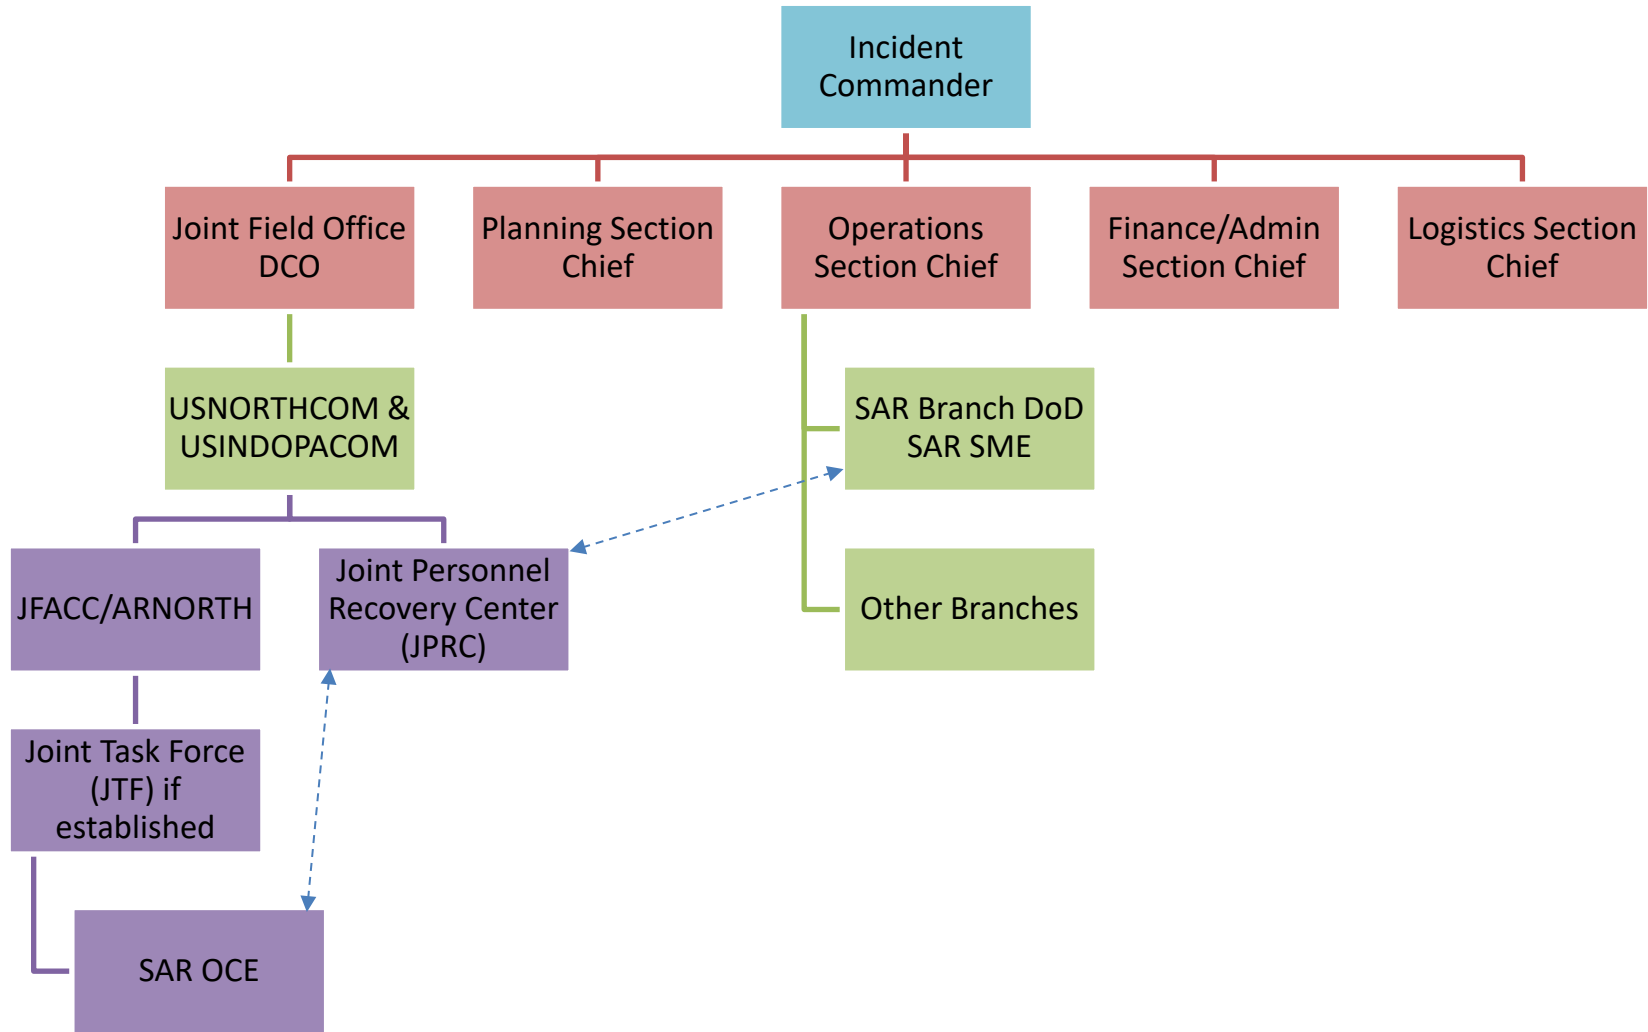 Incident
Commander
Joint Field Office
DCO
Planning Section
Chief
Operations
Section Chief
Finance/Admin
Section Chief
Logistics Section
Chief
USNORTHCOM &
USINDOPACOM
SAR Branch DoD
SAR SME
JFACC/ARNORTH
Joint Personnel
Recovery Center
(JPRC)
Other Branches
Joint Task Force
(JTF) if
established
SAR OCE